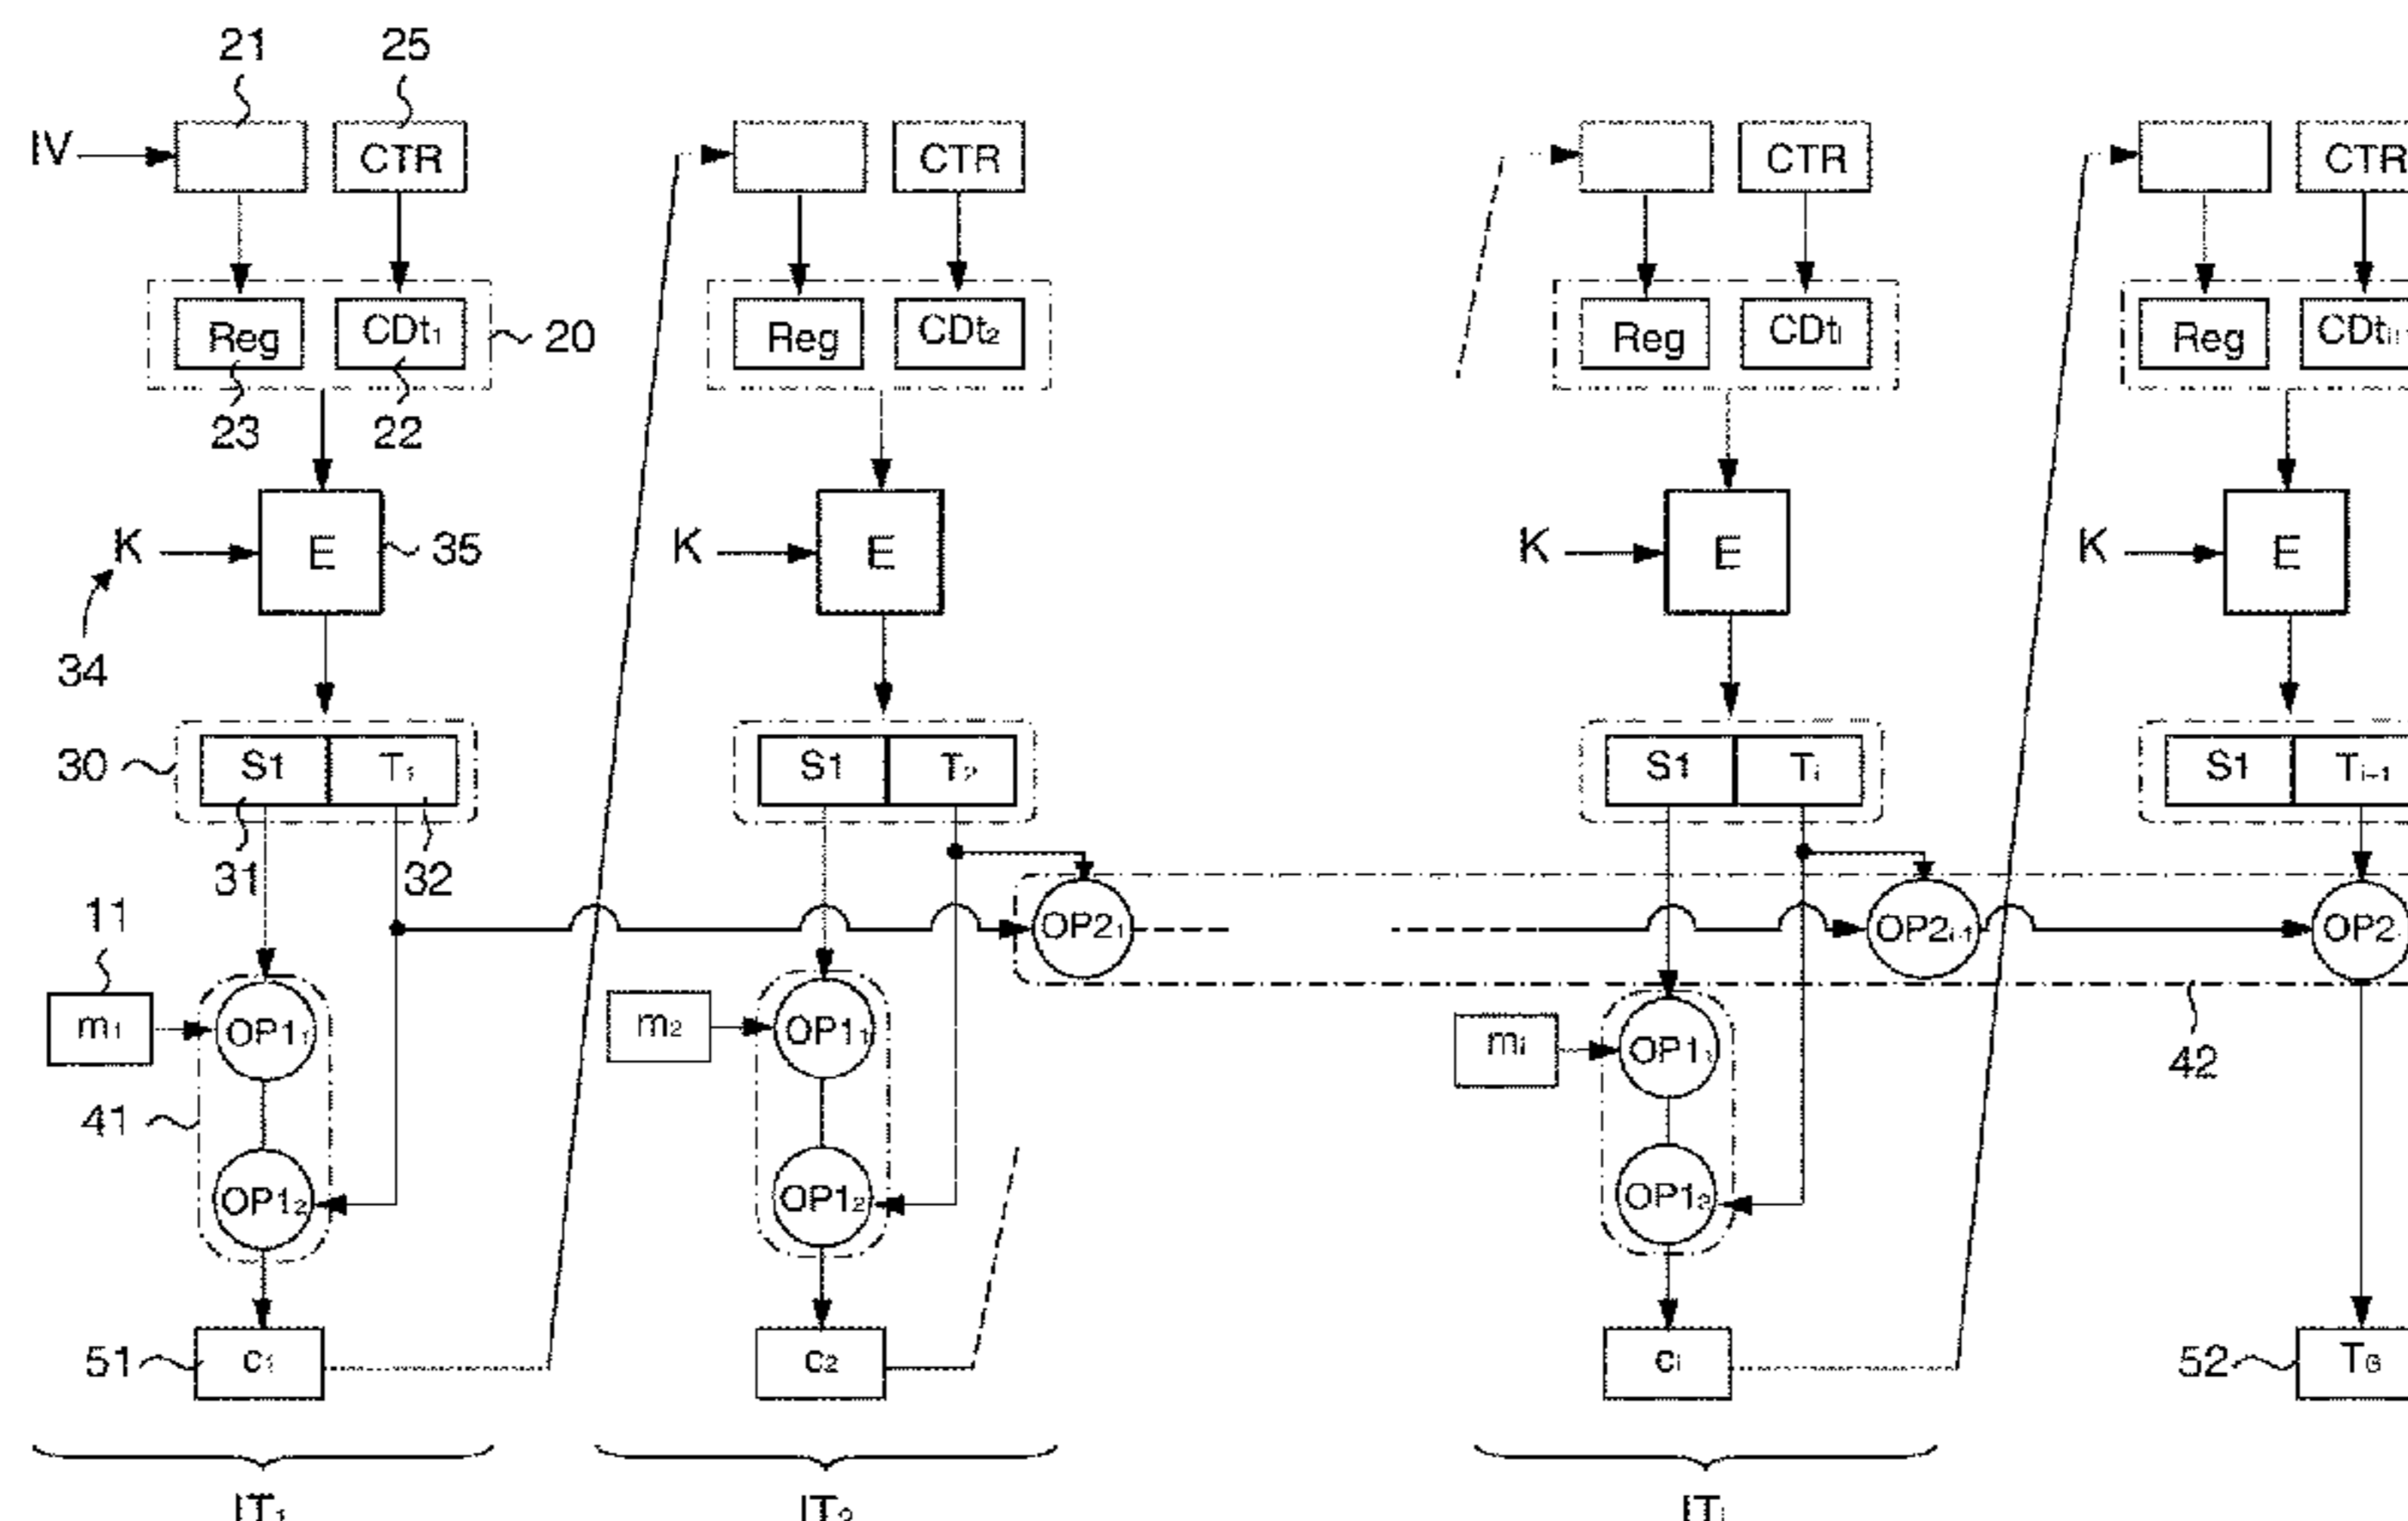 21 25
IV CTR CTR CTR CTR
Reg CDt₁ 20 Reg CDt₂ Reg CDtᵢ Reg
23 22
K E 35 K E K E K E
34
30 S1 T₁ S1 T₂ S1 Tᵢ S1 Tᵢ₋₁
31 32
11 OP2₁ OP2ᵢ₋₁ OP2
m₁ OP1₁ m₂ OP1₁ mᵢ OP1₁ 42
41
OP1₂ OP1₂ OP1₂
51 c₁ c₂ cᵢ 52 T_G
IT₁ IT₂ ITᵢ